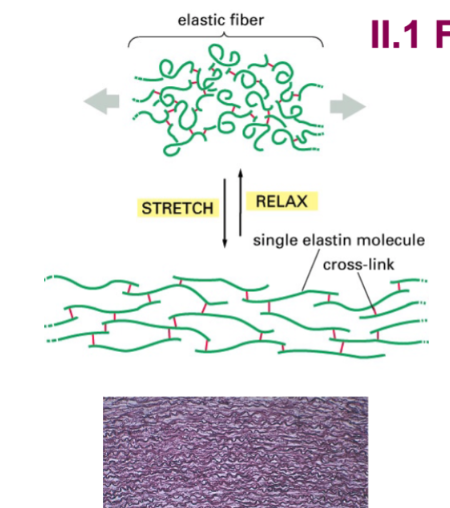 elastic fiber
II.1 F
STRETCH
RELAX
single elastin molecule
cross-link